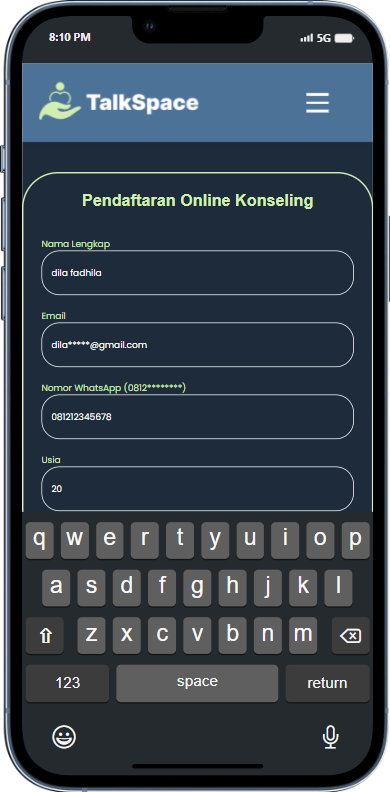 8:10 PM 5G
TalkSpace
Pendaftaran Online Konseling
Nama Lengkap
dila fadhila
Email
dila*****@gmail.com
Nomor WhatsApp (0812********)
081212345678
Usia
20
q w e r t y u i o p
a s d f g h j k l
z x c v b n m
123 space return